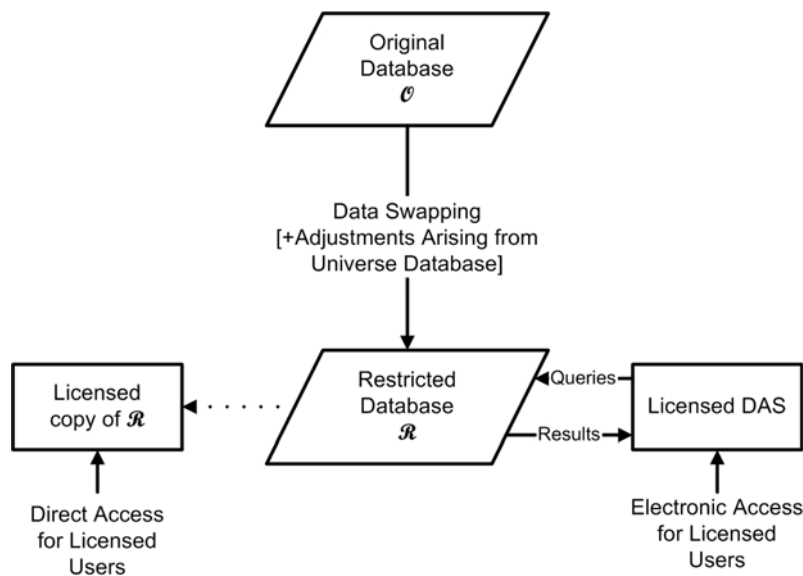 Original
Database
𝒪
Data Swapping
[+Adjustments Arising from
Universe Database]
Licensed
copy of ℛ
Restricted
Database
ℛ
Queries
Results
Licensed DAS
Direct Access
for Licensed
Users
Electronic Access
for Licensed
Users